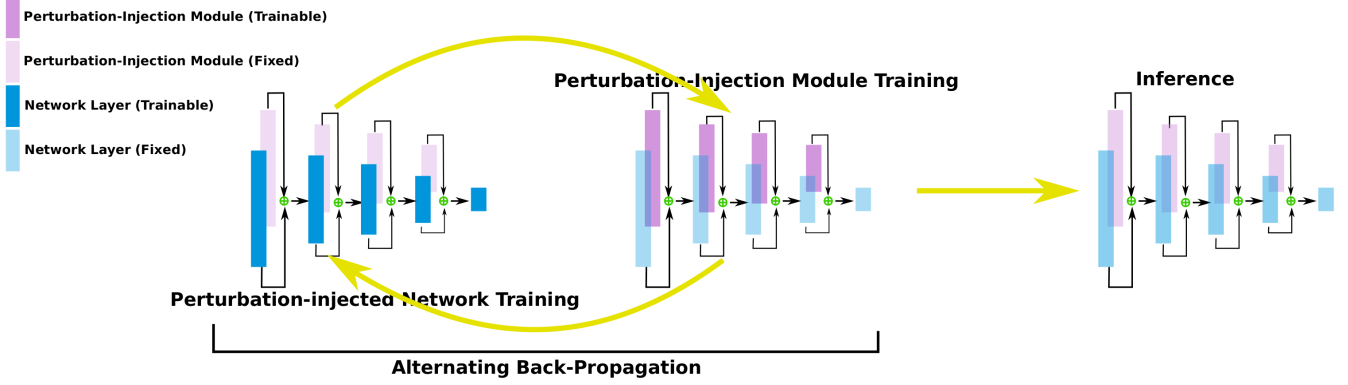 Perturbation-Injection Module (Trainable)
Perturbation-Injection Module (Fixed)
Network Layer (Trainable)
Network Layer (Fixed)
Perturbation-Injection Module Training
Inference
Perturbation-injected Network Training
Alternating Back-Propagation